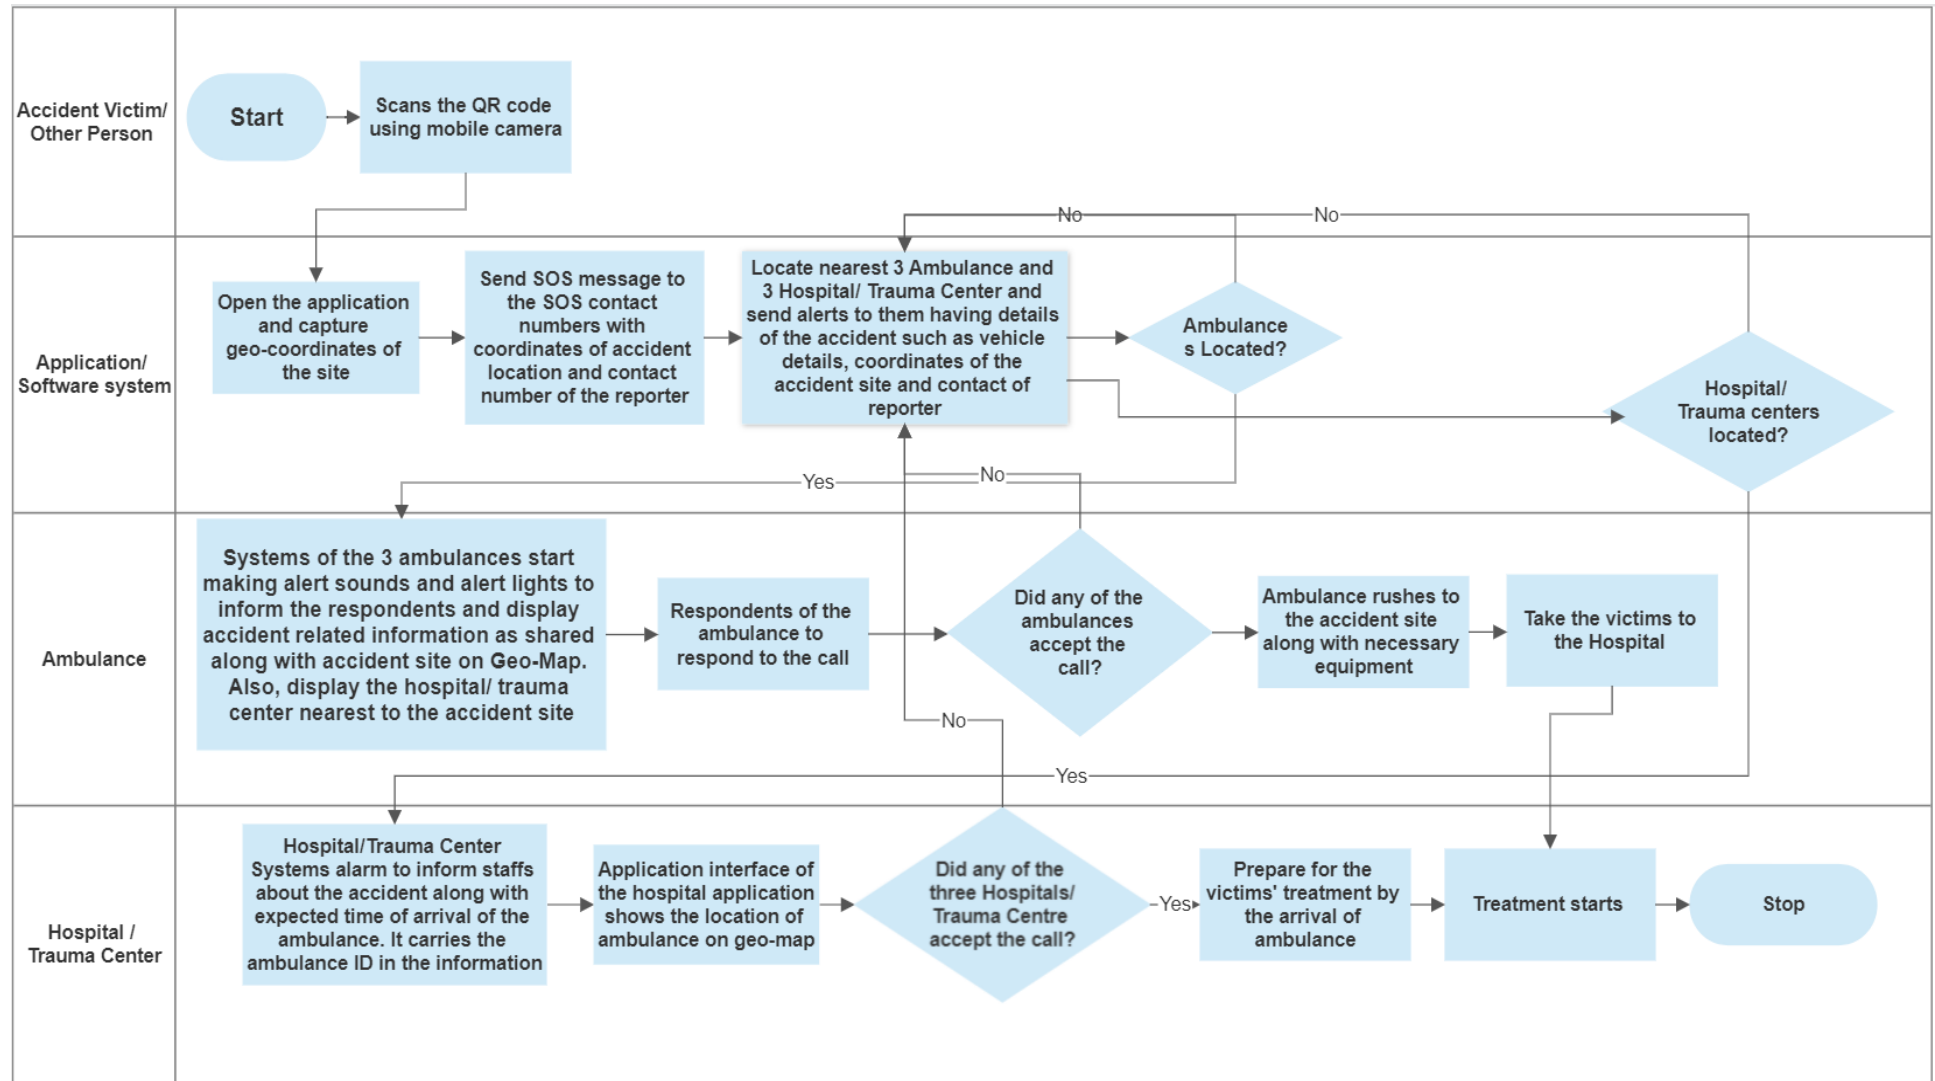 Accident Victim/
Other Person
Start
Scans the QR code
using mobile camera
No
No
Application/
Software system
Open the application
and capture
geo-coordinates of
the site
Send SOS message to
the SOS contact
numbers with
coordinates of accident
location and contact
number of the reporter
Locate nearest 3 Ambulance and
3 Hospital/ Trauma Center and
send alerts to them having details
of the accident such as vehicle
details, coordinates of the
accident site and contact of
reporter
Ambulance
s Located?
Hospital/
Trauma centers
located?
Yes
No
Ambulance
Systems of the 3 ambulances start
making alert sounds and alert lights to
inform the respondents and display
accident related information as shared
along with accident site on Geo-Map.
Also, display the hospital/ trauma
center nearest to the accident site
Respondents of the
ambulance to
respond to the call
Did any of the
ambulances
accept the
call?
Ambulance rushes to
the accident site
along with necessary
equipment
Take the victims to
the Hospital
No
Yes
Hospital /
Trauma Center
Hospital/Trauma Center
Systems alarm to inform staffs
about the accident along with
expected time of arrival of the
ambulance. It carries the
ambulance ID in the information
Application interface of
the hospital application
shows the location of
ambulance on geo-map
Did any of the
three Hospitals/
Trauma Centre
accept the call?
Yes
Prepare for the
victims' treatment by
the arrival of
ambulance
Treatment starts
Stop